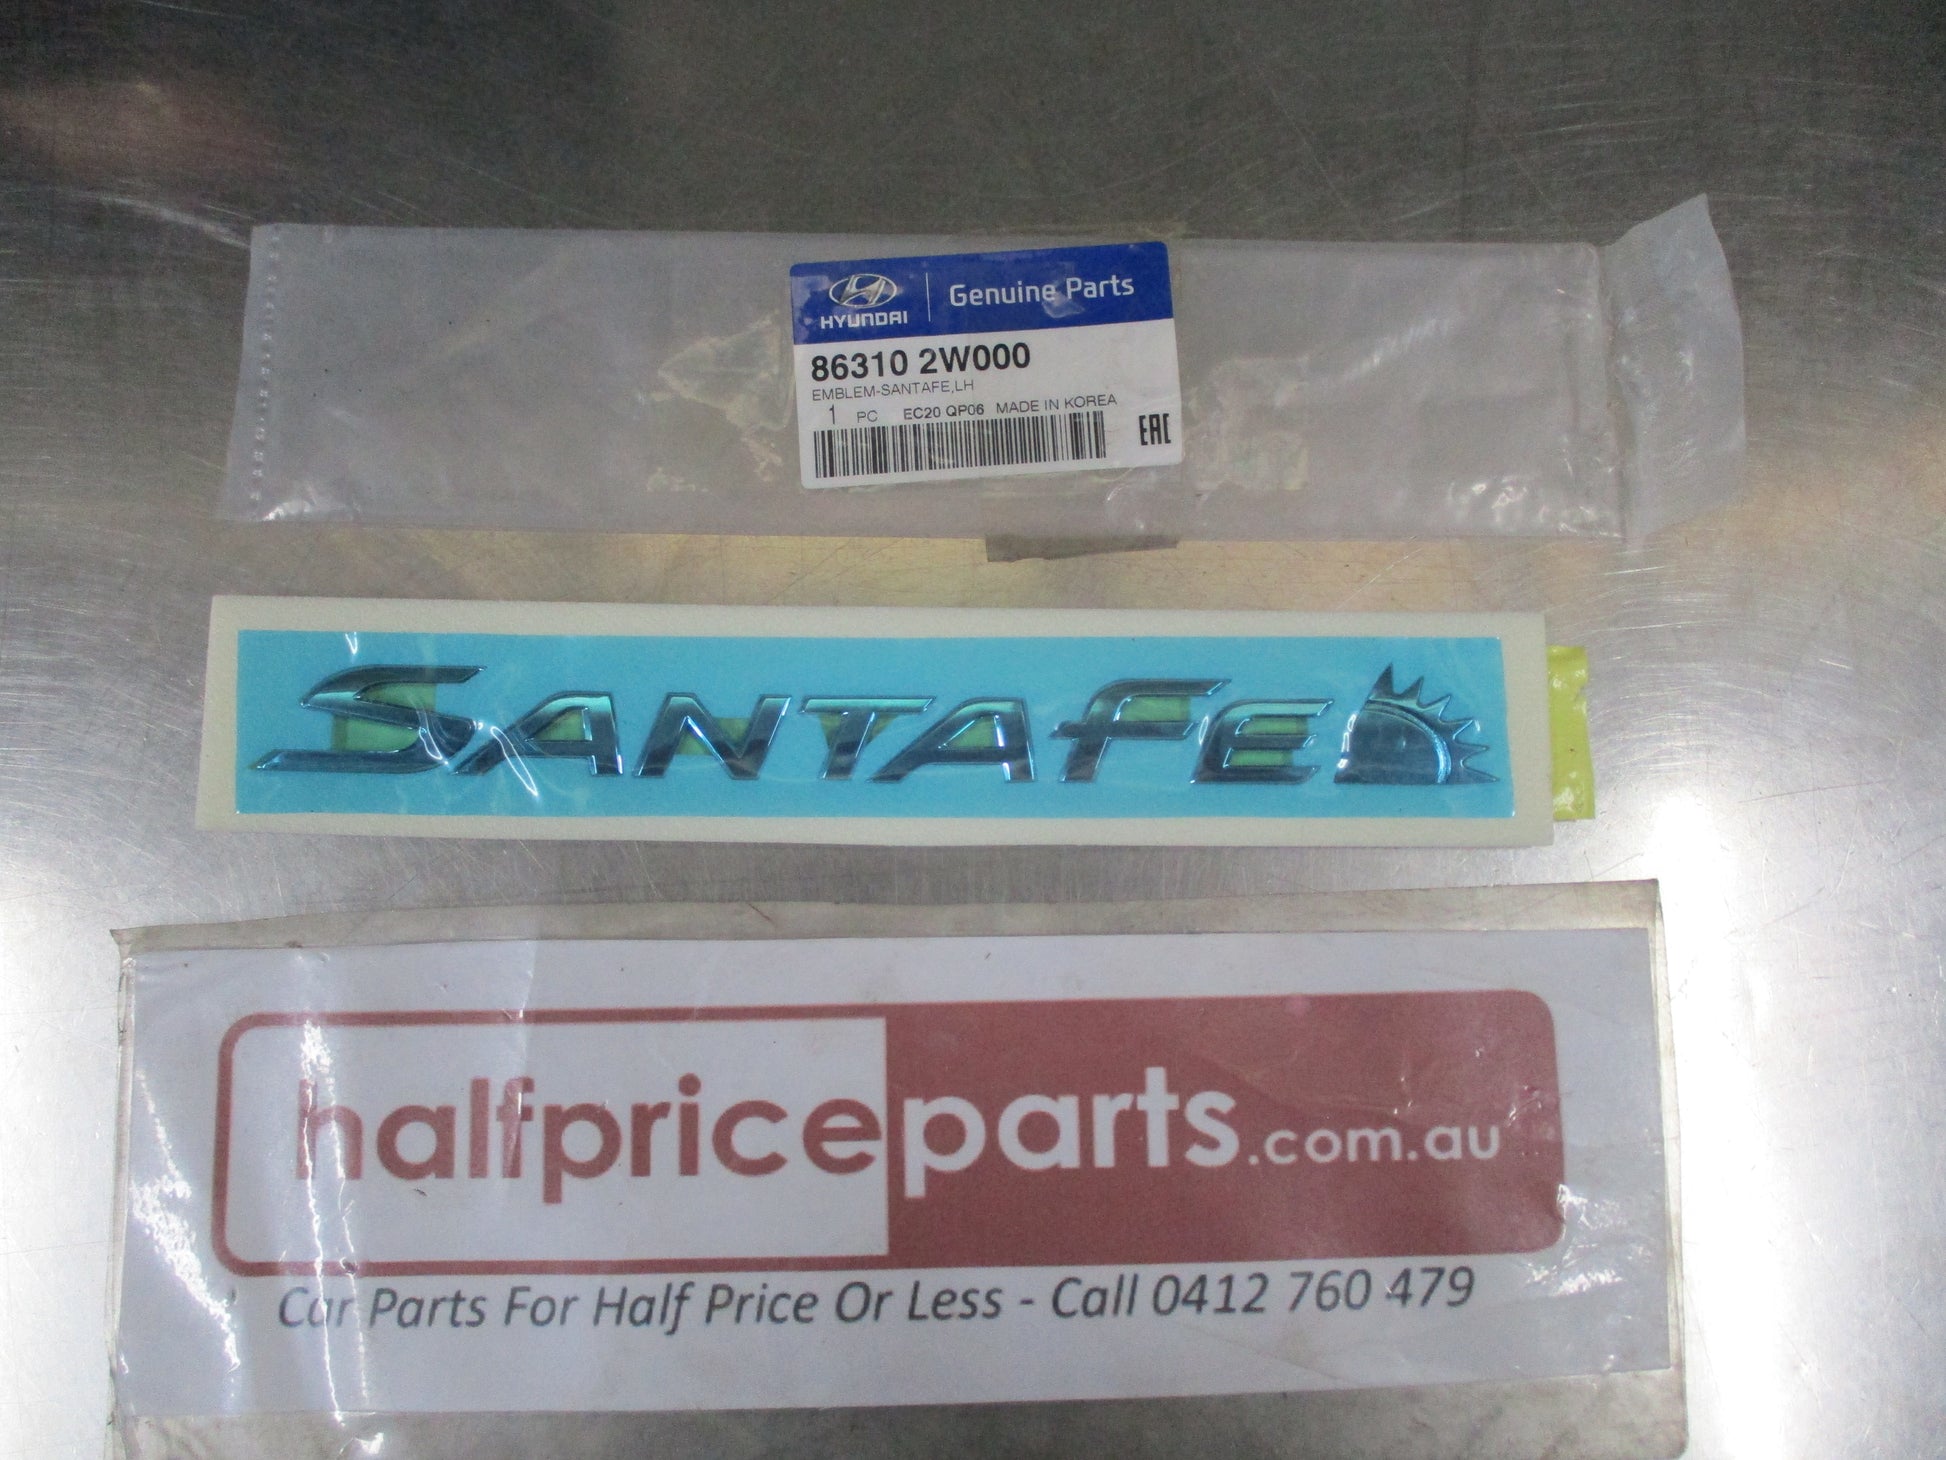 HYUNDAI
Genuine Parts
86310 2W000
EMBLEM-SANTAFE,LH
1 PC EC20 QP06 MADE IN KOREA
EAC
SANTAFE
halfpriceparts.com.au
Car Parts For Half Price Or Less - Call 0412 760 479